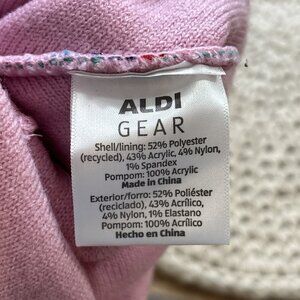 ALDI
GEAR
Shell/lining: 52% Polyester
(recycled), 43% Acrylic, 4% Nylon,
1% Spandex
Pompom: 100% Acrylic
Made in China
Exterior/forro: 52% Poliéster
(reciclado), 43% Acrílico,
4% Nylon, 1% Elastano
Pompom: 100% Acrílico
Hecho en China